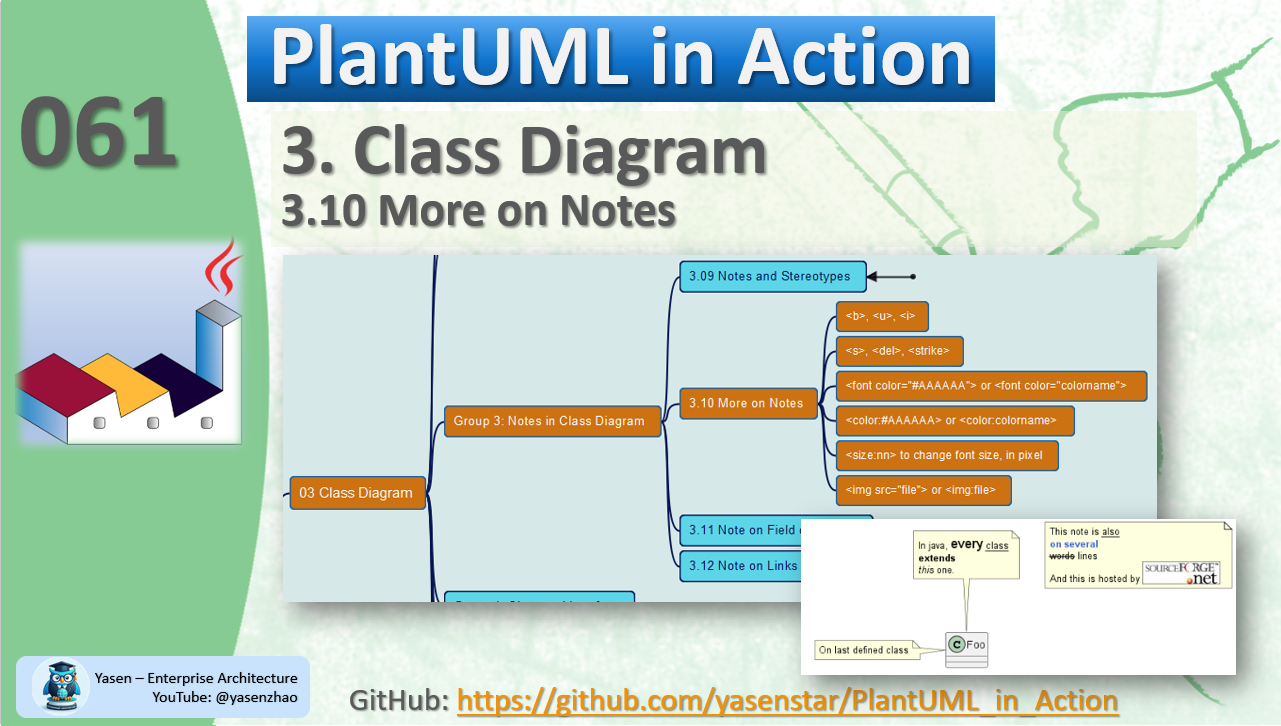 PlantUML in Action
061
3. Class Diagram
3.10 More on Notes
3.09 Notes and Stereotypes
<b>, <u>, <i>
<s>, <del>, <strike>
<font color="#AAAAAA"> or <font color="colorname">
3.10 More on Notes
Group 3: Notes in Class Diagram
<color:#AAAAAA> or <color:colorname>
<size:nn> to change font size, in pixel
<img src="file"> or <img:file>
03 Class Diagram
3.11 Note on Field
3.12 Note on Links
In java, every class
extends
this one.
This note is also
on several
words lines
And this is hosted by SOURCEFORGE
.net
C Foo
On last defined class
Yasen – Enterprise Architecture
YouTube: @yasenzhao
GitHub: https://github.com/yasenstar/PlantUML_in_Action